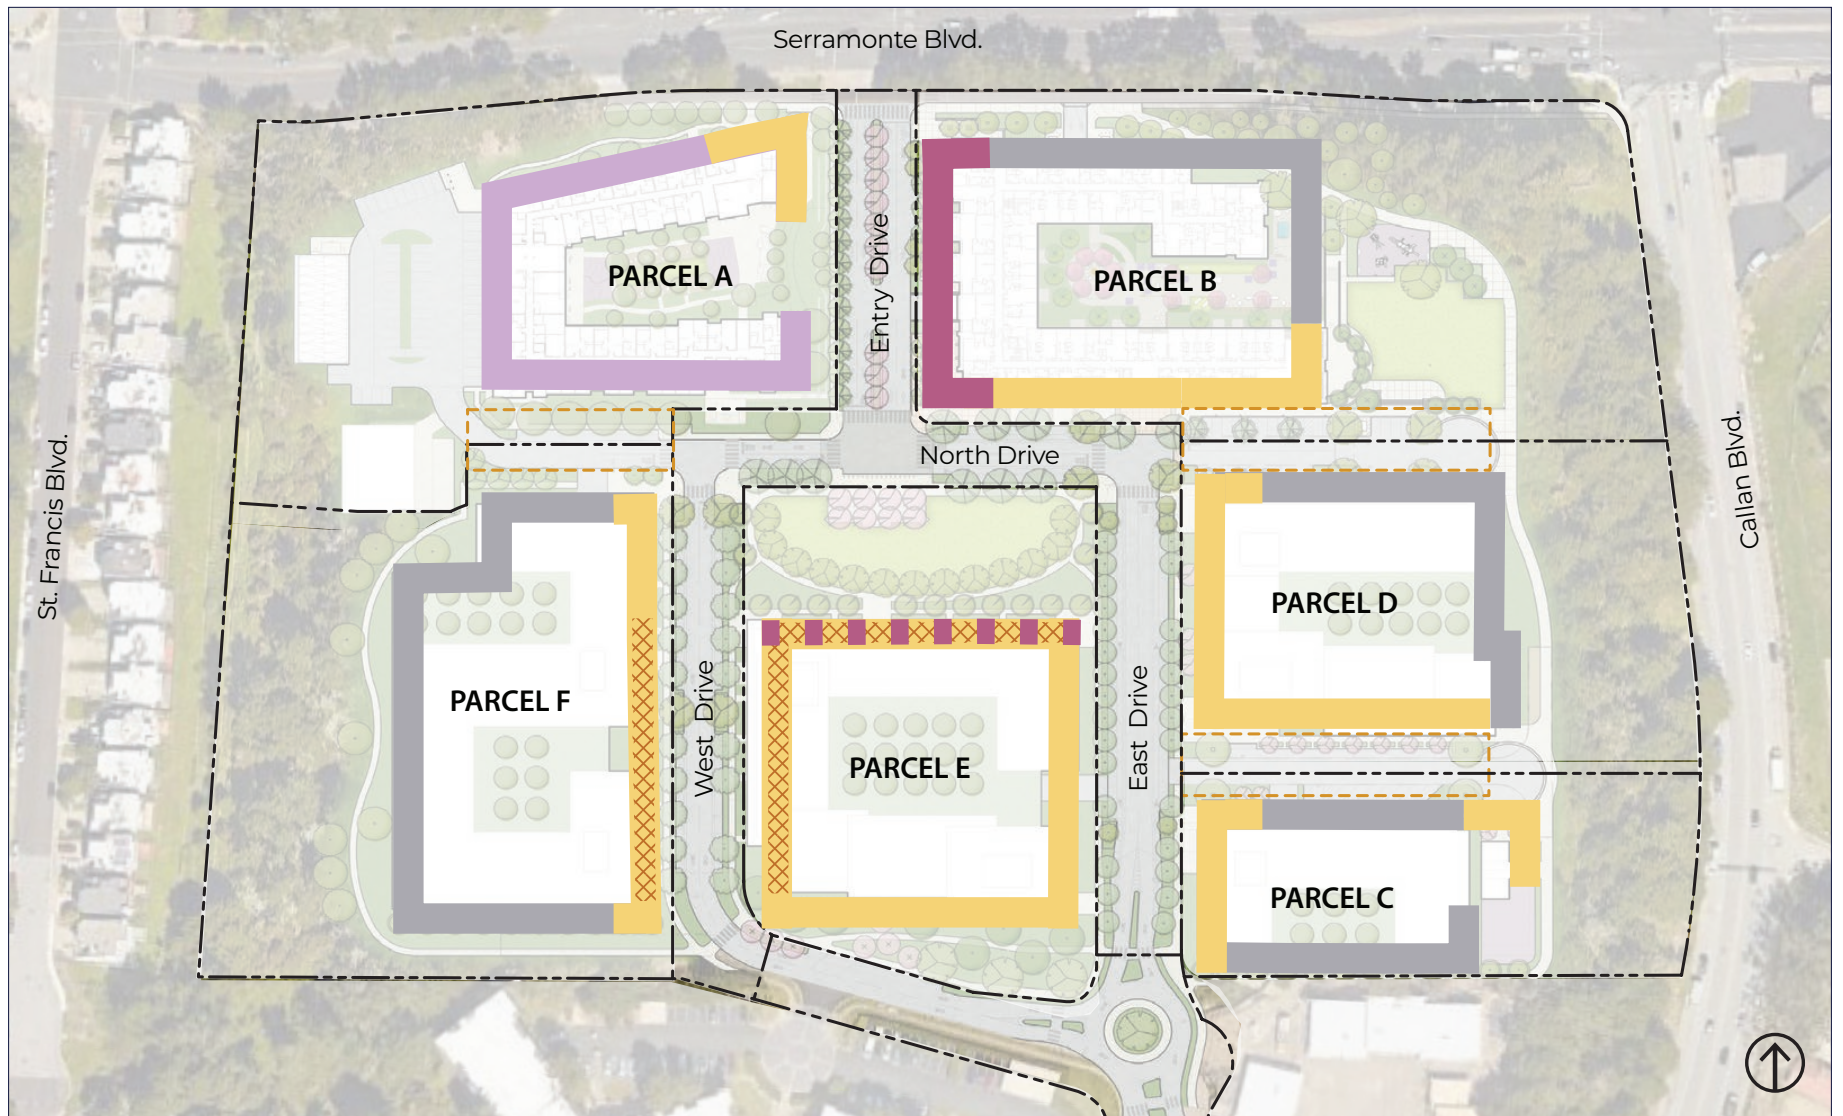 Serramonte Blvd.
PARCEL A
Entry Drive
PARCEL B
St. Francis Blvd.
North Drive
Callan Blvd.
PARCEL F
West Drive
PARCEL E
East Drive
PARCEL D
PARCEL C